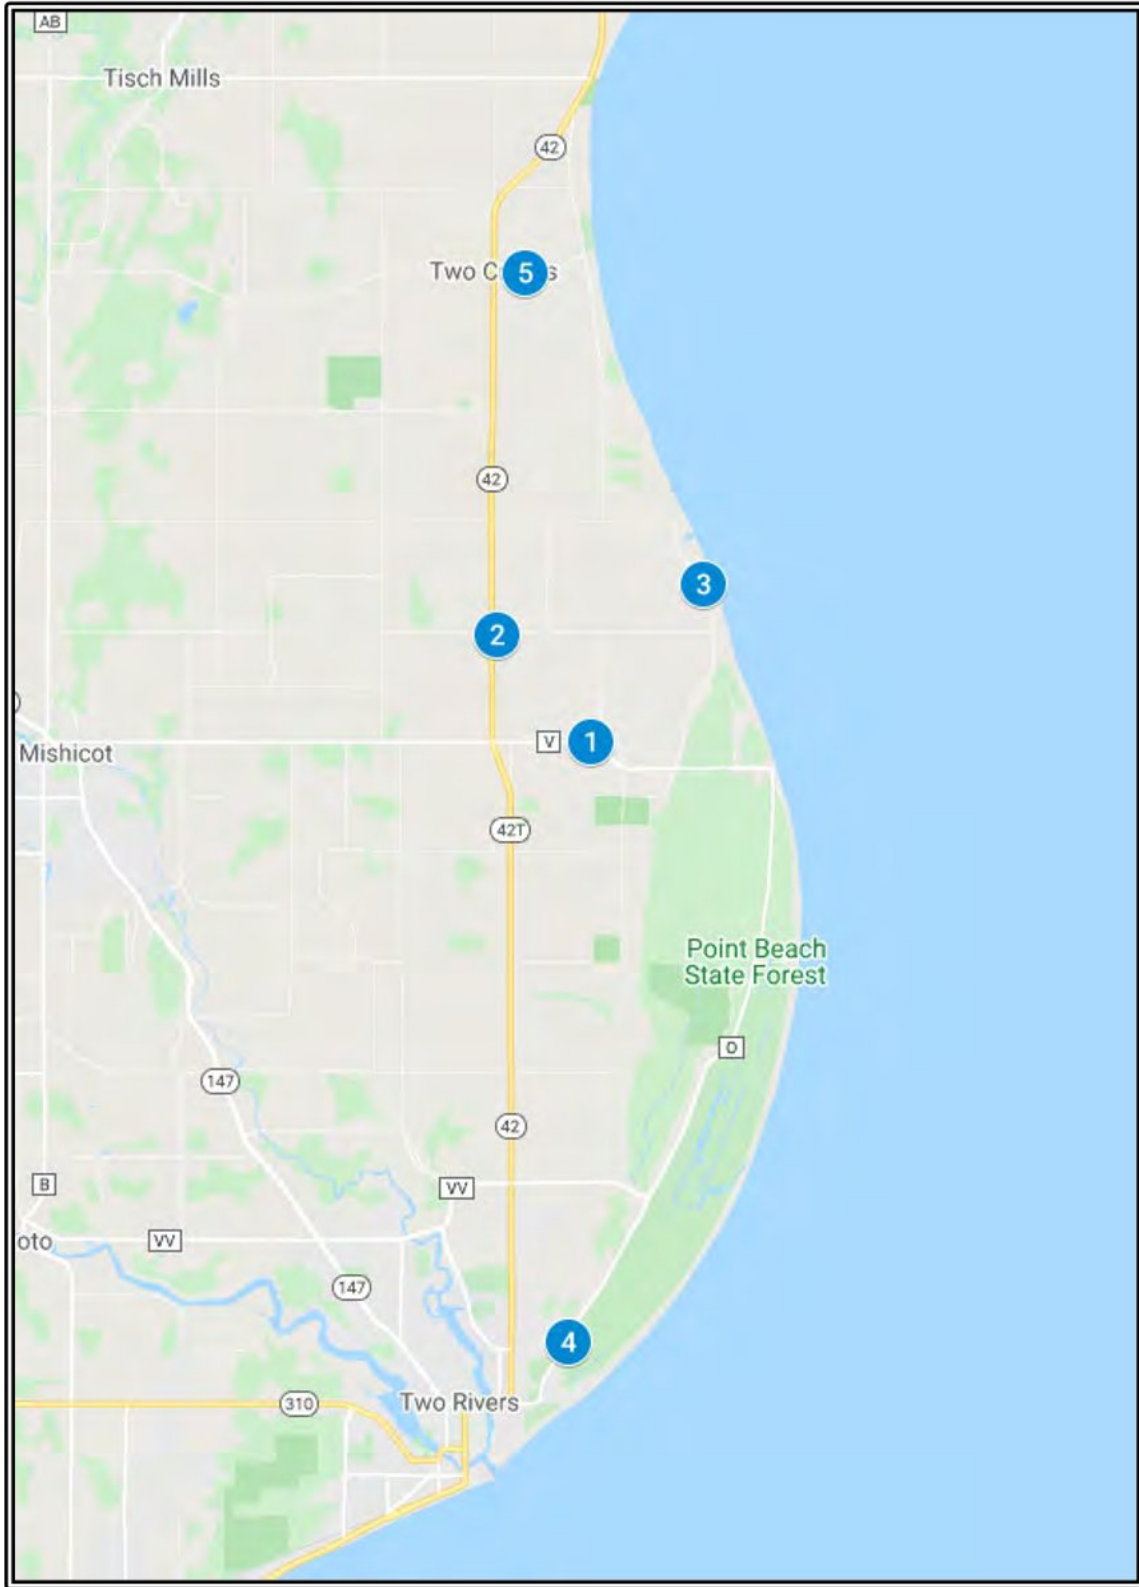 AB
Tisch Mills
42
Two C
5
s
42
3
2
V
1
Mishicot
42T
Point Beach
State Forest
O
147
42
B
VV
oto
VV
147
4
Two Rivers
310